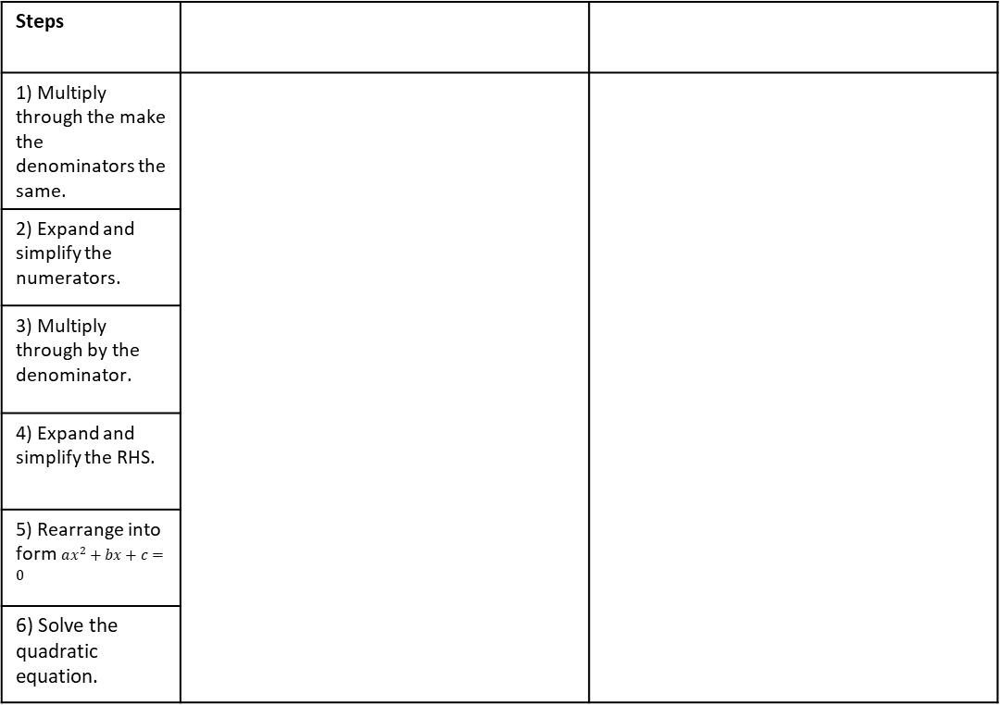 Steps
1) Multiply
through the make
the
denominators the
same.
2) Expand and
simplify the
numerators.
3) Multiply
through by the
denominator.
4) Expand and
simplify the RHS.
5) Rearrange into
form 𝑎𝑥² + 𝑏𝑥 + 𝑐 =
0
6) Solve the
quadratic
equation.